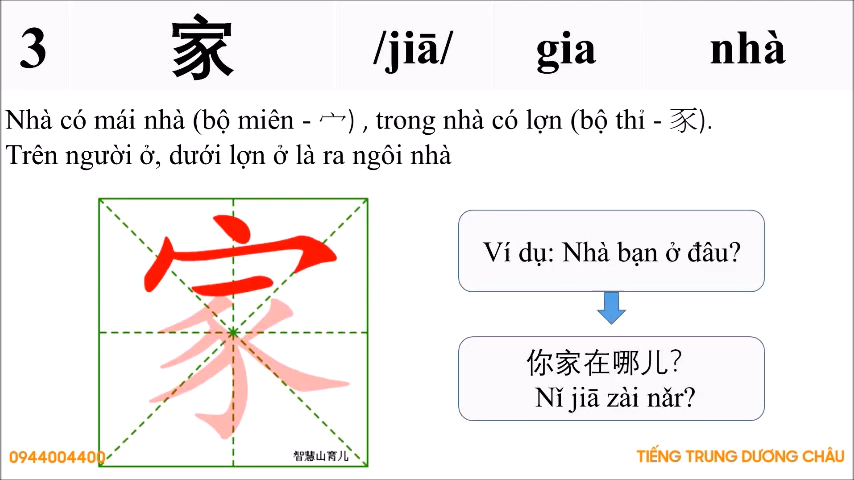 3 家 /jiā/ gia nhà
Nhà có mái nhà (bộ miên - 宀) , trong nhà có lợn (bộ thỉ - 豕).
Trên người ở, dưới lợn ở là ra ngôi nhà
家
智慧山育儿
Ví dụ: Nhà bạn ở đâu?
你家在哪儿？
Nǐ jiā zài nǎr?
0944004400
TIẾNG TRUNG DƯƠNG CHÂU